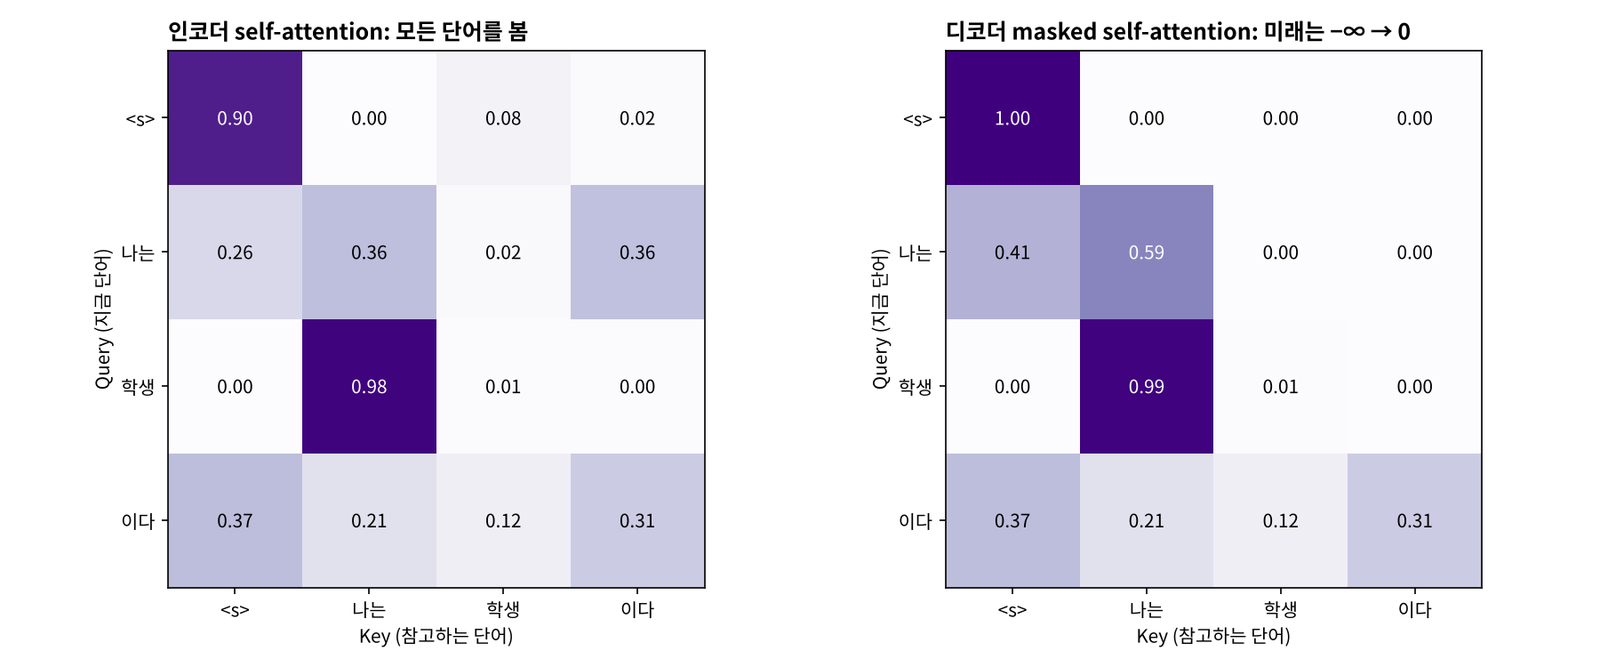 인코더 self-attention: 모든 단어를 봄
<s> 0.90 0.00 0.08 0.02
나는 0.26 0.36 0.02 0.36
학생 0.00 0.98 0.01 0.00
이다 0.37 0.21 0.12 0.31
<s> 나는 학생 이다
Key (참고하는 단어)
Query (지금 단어)
디코더 masked self-attention: 미래는 −∞ → 0
<s> 1.00 0.00 0.00 0.00
나는 0.41 0.59 0.00 0.00
학생 0.00 0.99 0.01 0.00
이다 0.37 0.21 0.12 0.31
<s> 나는 학생 이다
Key (참고하는 단어)
Query (지금 단어)